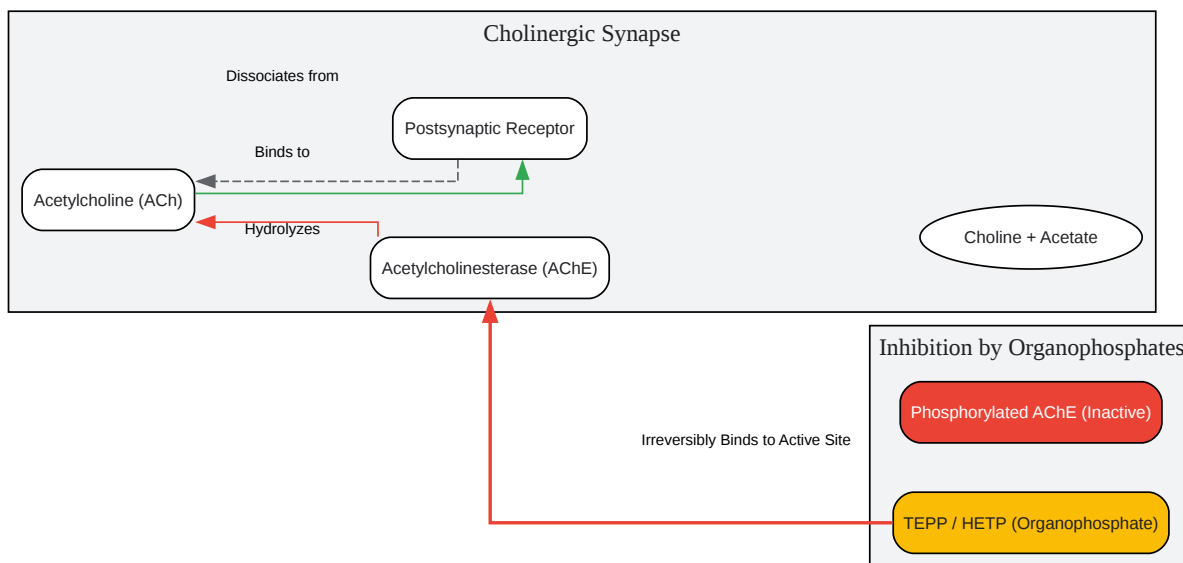 Cholinergic Synapse
Dissociates from
Postsynaptic Receptor
Binds to
Acetylcholine (ACh)
Hydrolyzes
Choline + Acetate
Acetylcholinesterase (AChE)
Inhibition by Organophosphates
Phosphorylated AChE (Inactive)
Irreversibly Binds to Active Site
TEPP / HETP (Organophosphate)